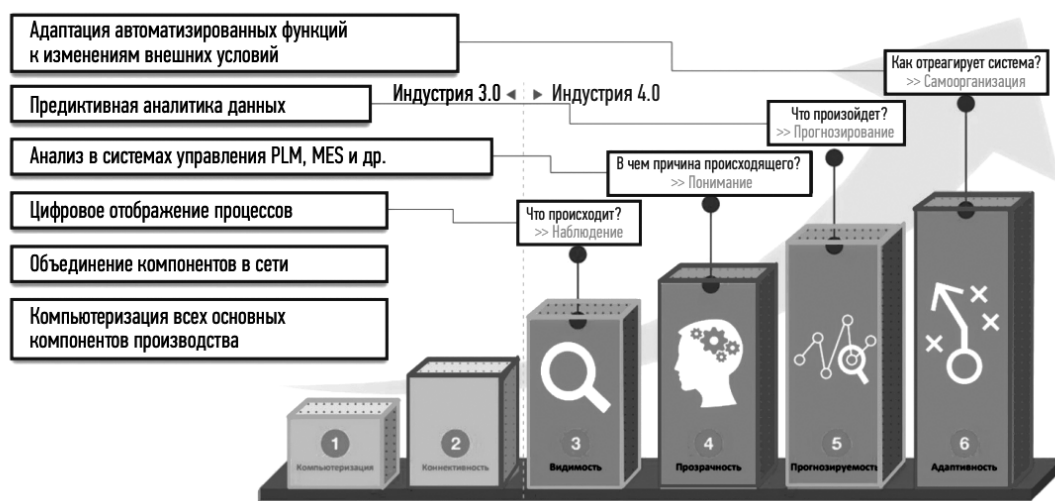 Адаптация автоматизированных функций
к изменениям внешних условий
Как отреагирует система?
>> Самоорганизация
Предиктивная аналитика данных
Индустрия 3.0
Индустрия 4.0
Что произойдет?
>> Прогнозирование
Анализ в системах управления PLM, MES и др.
В чем причина происходящего?
>> Понимание
Цифровое отображение процессов
Что происходит?
>> Наблюдение
Объединение компонентов в сети
Компьютеризация всех основных
компонентов производства
1
Компьютеризация
2
Коннективность
3
Видимость
4
Прозрачность
5
Прогнозируемость
6
Адаптивность